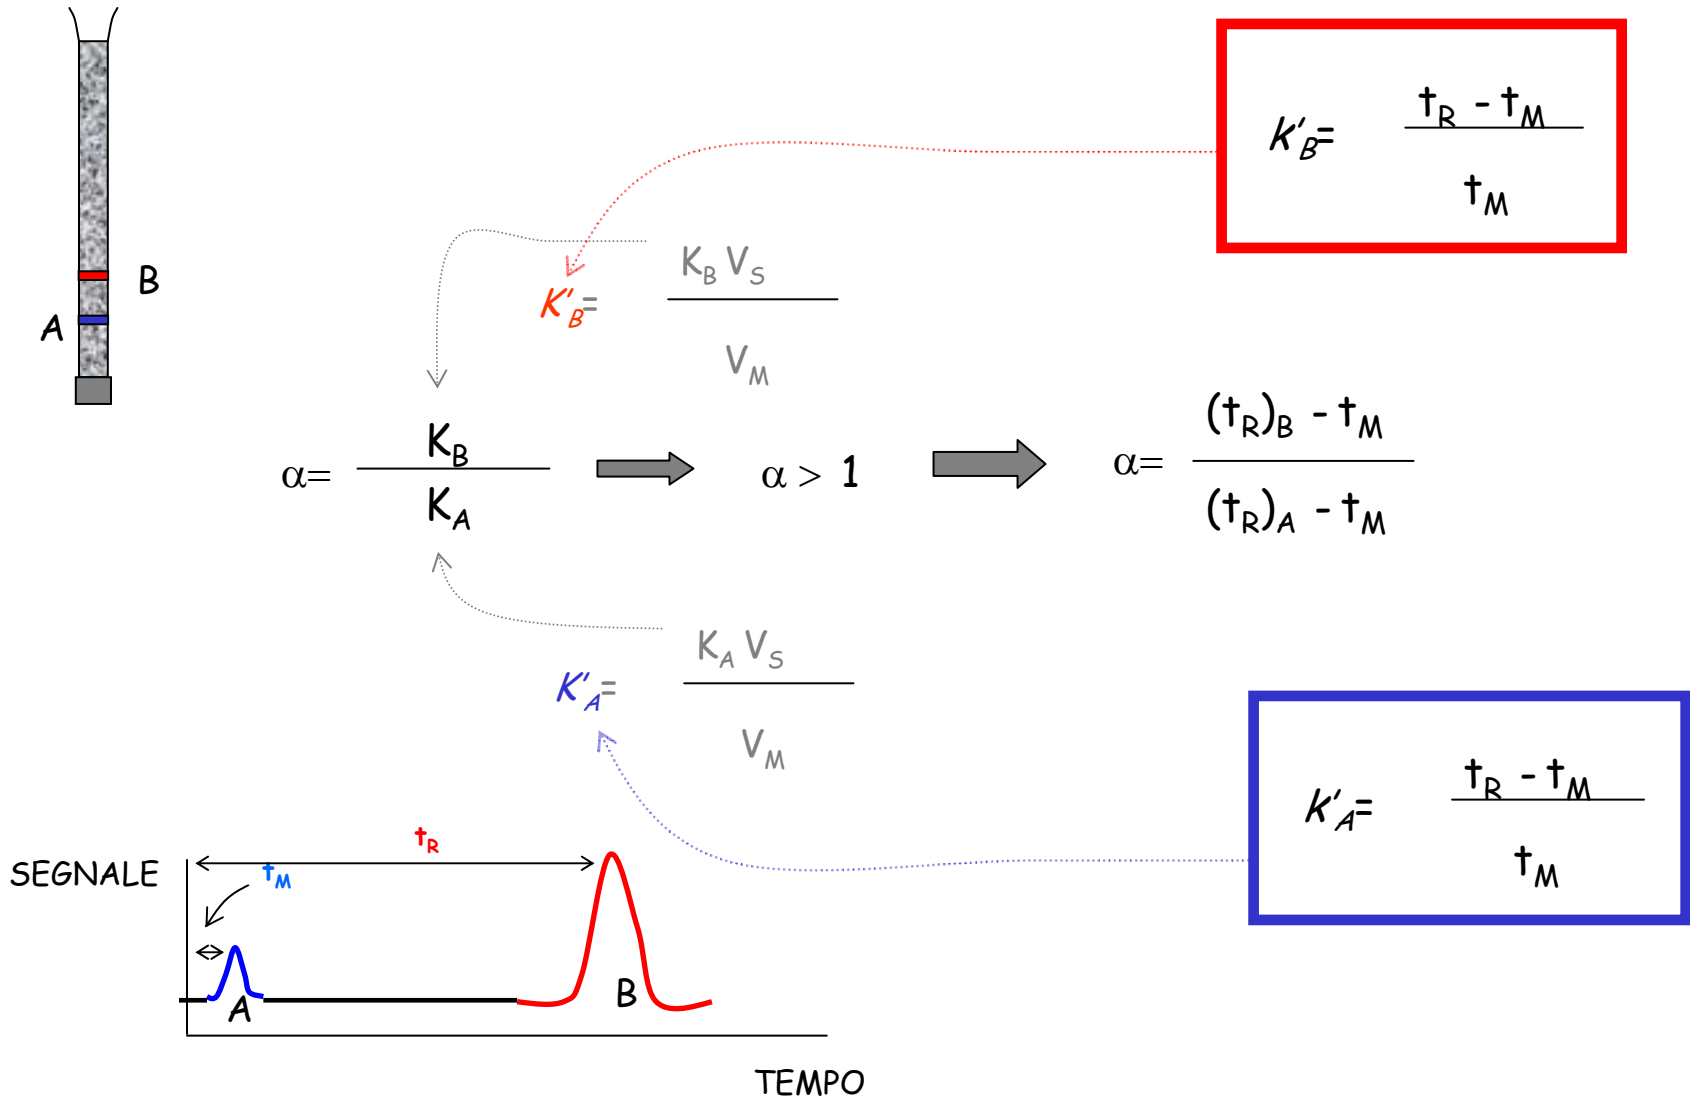 K'B=
tR - tM
tM
B
A
K'B=
KB VS
VM
α=
KB
KA
α > 1
α=
(tR)B - tM
(tR)A - tM
K'A=
KA VS
VM
K'A=
tR - tM
tM
SEGNALE
tR
tM
A
B
TEMPO